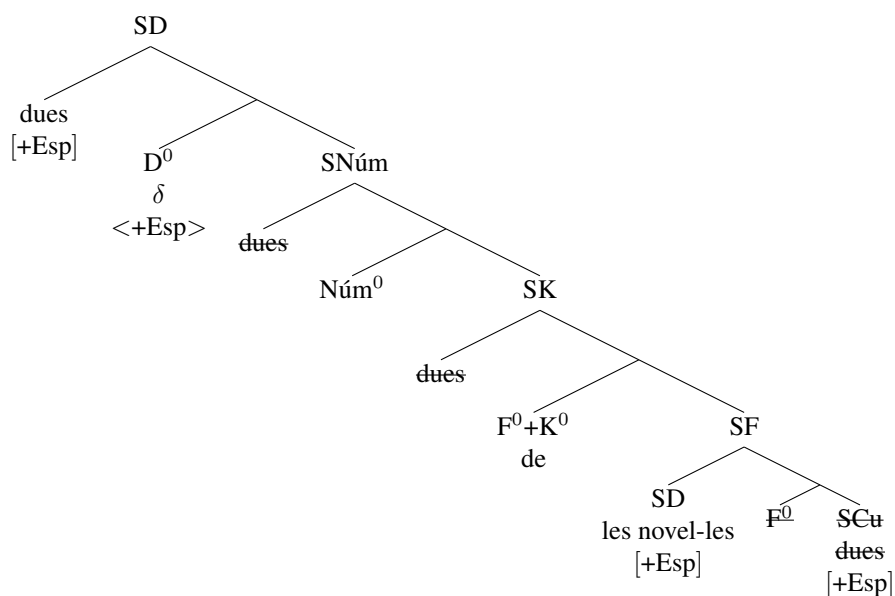 SD
dues
[+Esp]
D⁰
δ
<+Esp>
SNúm
dues
Núm⁰
SK
dues
F⁰+K⁰
de
SF
SD
les novel-les
[+Esp]
F⁰
SCu
dues
[+Esp]